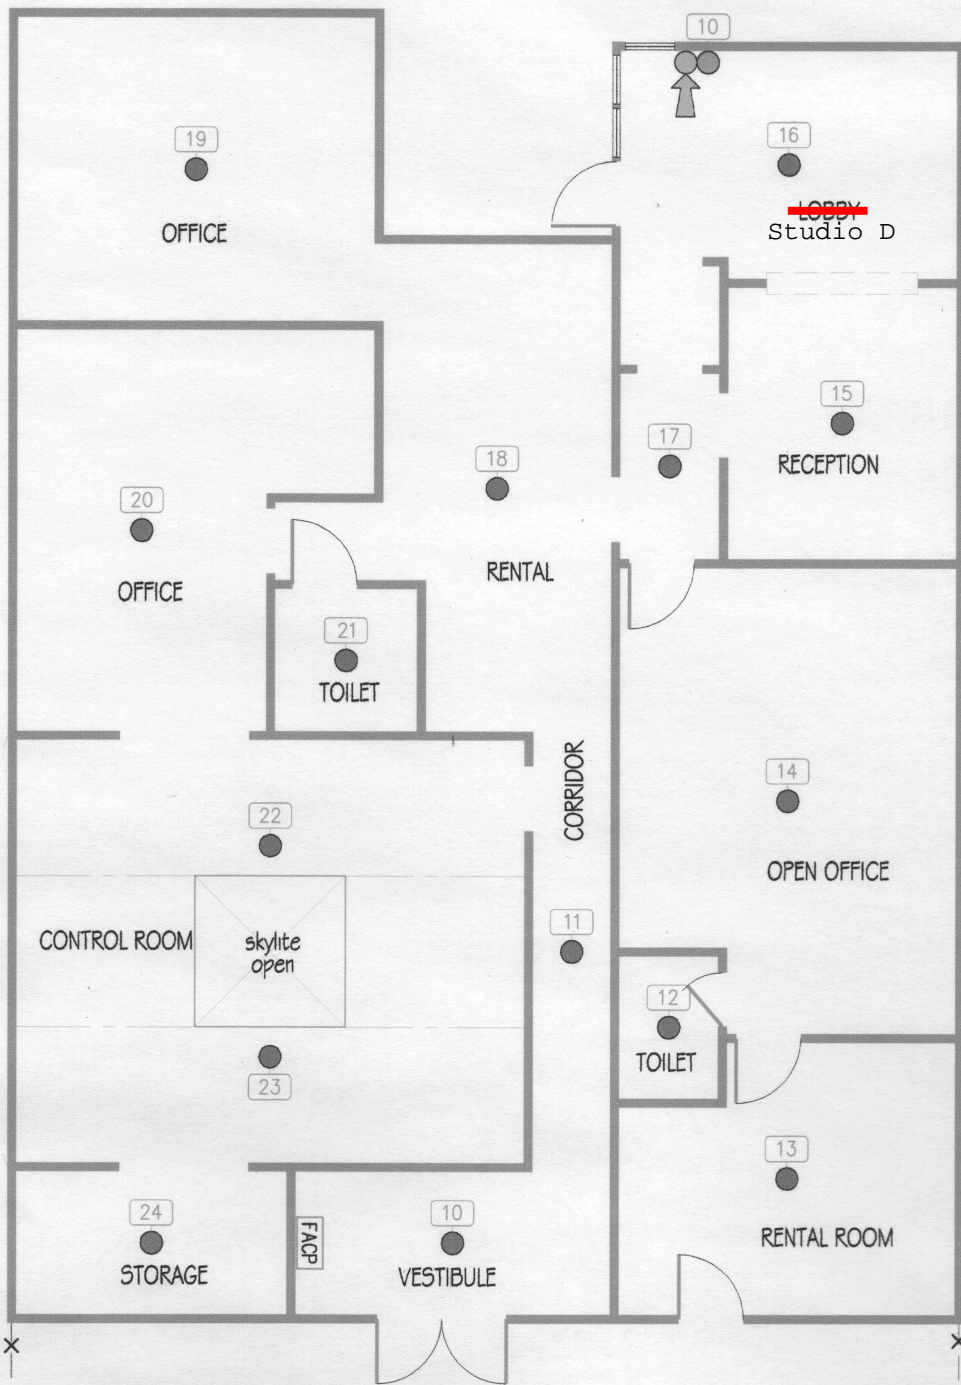 10
19
16
OFFICE
LOBBY
Studio D
15
17
RECEPTION
18
20
RENTAL
OFFICE
21
TOILET
CORRIDOR
14
22
OPEN OFFICE
11
CONTROL ROOM
skylite
open
12
TOILET
23
13
24
10
FACP
RENTAL ROOM
STORAGE
VESTIBULE